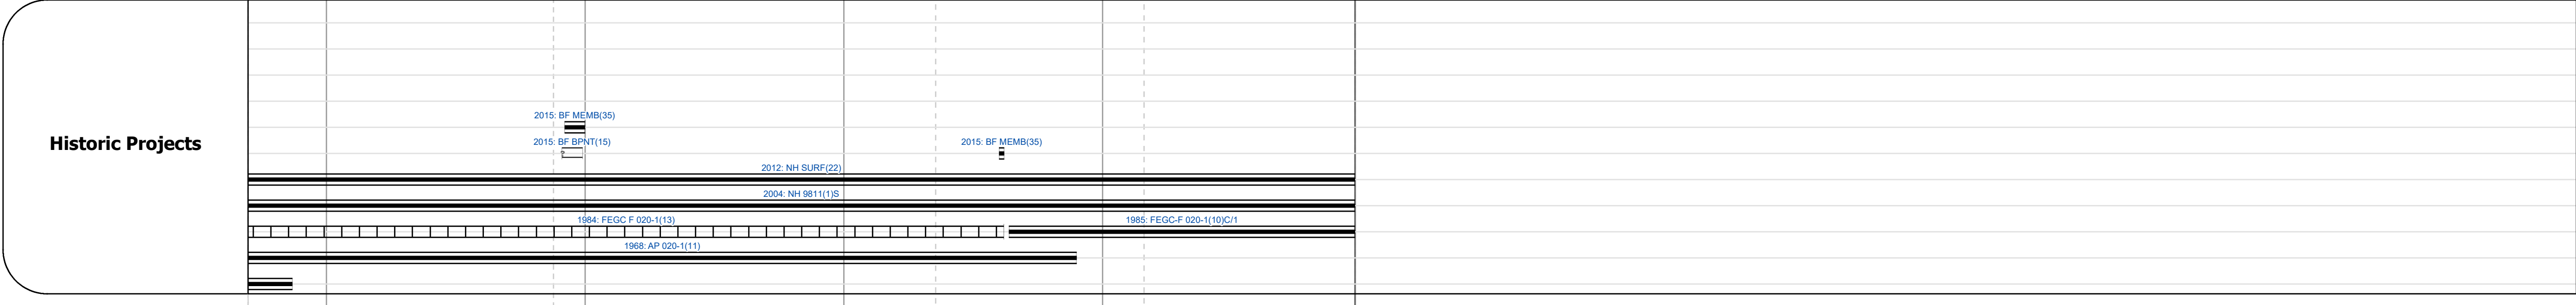 Historic Projects
2015: BF MEMB(35)
2015: BF BPNT(15)
2015: BF MEMB(35)
2012: NH SURF(22)
2004: NH 9811(1)S
1984: FEGC F 020-1(13)
1985: FEGC-F 020-1(10)C/1
1968: AP 020-1(11)